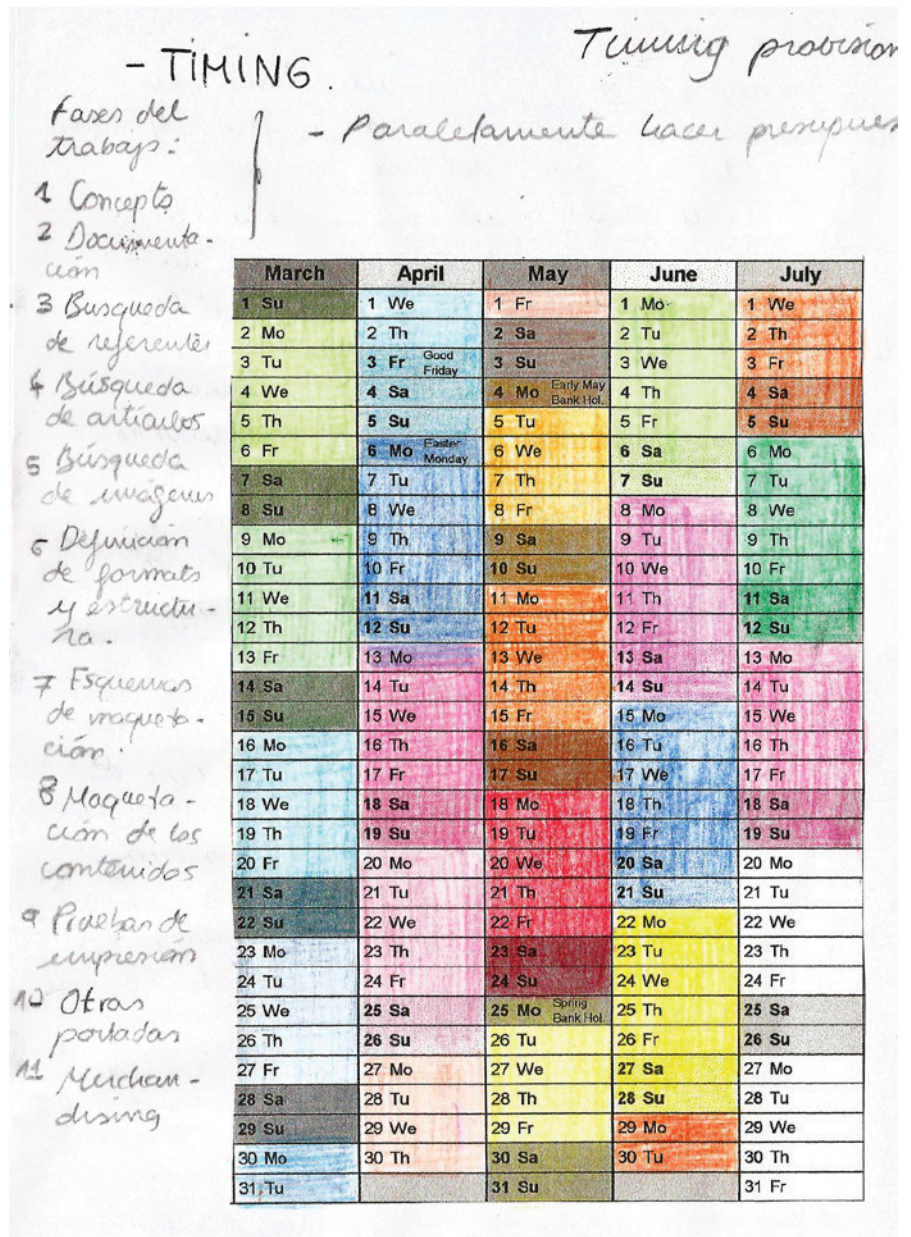 - TIMING.
Timing provision
Fases del
trabajo:
- Paralelamente hacer presupues
1 Concepto
2 Documenta-
ción
3 Busqueda
de referentes
4 Búsqueda
de artículos
5 Búsqueda
de imágenes
6 Definición
de formats
y estructu-
ra.
7 Esquemas
de maqueta-
ción.
8 Maqueta-
ción de los
contenidos
9 Pruebas de
impresión
10 Otras
portadas
11 Merchan-
dising
March April May June July
1 Su 1 We 1 Fr 1 Mo 1 We
2 Mo 2 Th 2 Sa 2 Tu 2 Th
3 Tu 3 Fr Good Friday 3 Su 3 We 3 Fr
4 We 4 Sa 4 Mo Early May Bank Hol. 4 Th 4 Sa
5 Th 5 Su 5 Tu 5 Fr 5 Su
6 Fr 6 Mo Easter Monday 6 We 6 Sa 6 Mo
7 Sa 7 Tu 7 Th 7 Su 7 Tu
8 Su 8 We 8 Fr 8 Mo 8 We
9 Mo 9 Th 9 Sa 9 Tu 9 Th
10 Tu 10 Fr 10 Su 10 We 10 Fr
11 We 11 Sa 11 Mo 11 Th 11 Sa
12 Th 12 Su 12 Tu 12 Fr 12 Su
13 Fr 13 Mo 13 We 13 Sa 13 Mo
14 Sa 14 Tu 14 Th 14 Su 14 Tu
15 Su 15 We 15 Fr 15 Mo 15 We
16 Mo 16 Th 16 Sa 16 Tu 16 Th
17 Tu 17 Fr 17 Su 17 We 17 Fr
18 We 18 Sa 18 Mo 18 Th 18 Sa
19 Th 19 Su 19 Tu 19 Fr 19 Su
20 Fr 20 Mo 20 We 20 Sa 20 Mo
21 Sa 21 Tu 21 Th 21 Su 21 Tu
22 Su 22 We 22 Fr 22 Mo 22 We
23 Mo 23 Th 23 Sa 23 Tu 23 Th
24 Tu 24 Fr 24 Su 24 We 24 Fr
25 We 25 Sa 25 Mo Spring Bank Hol. 25 Th 25 Sa
26 Th 26 Su 26 Tu 26 Fr 26 Su
27 Fr 27 Mo 27 We 27 Sa 27 Mo
28 Sa 28 Tu 28 Th 28 Su 28 Tu
29 Su 29 We 29 Fr 29 Mo 29 We
30 Mo 30 Th 30 Sa 30 Tu 30 Th
31 Tu 31 Su 31 Fr